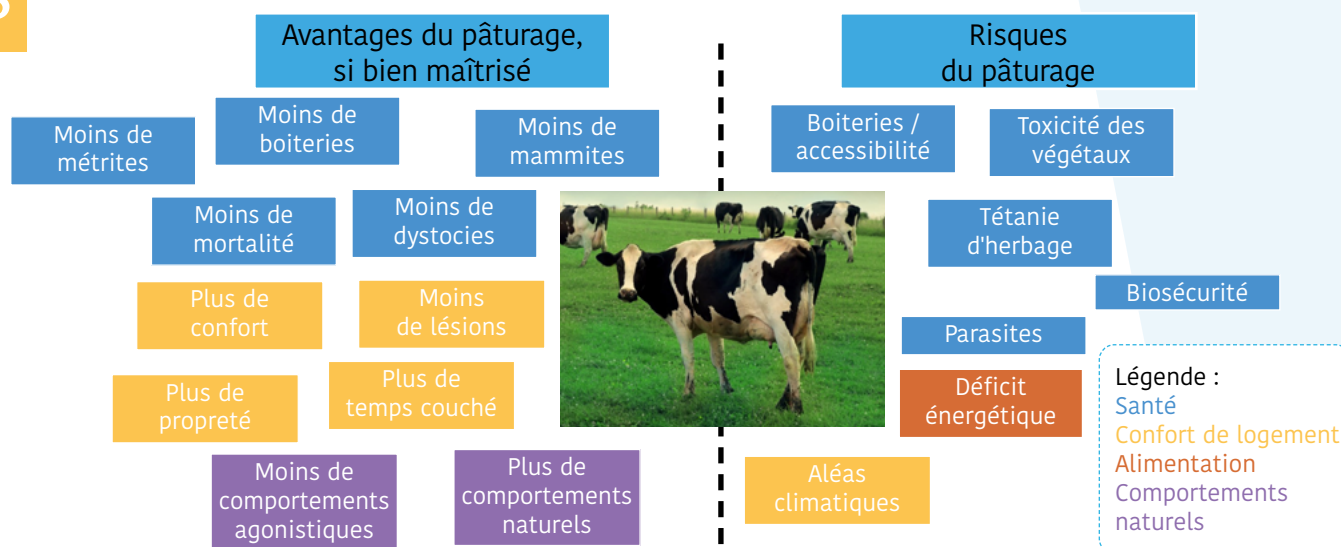 Avantages du pâturage,
si bien maîtrisé
Moins de
métrites
Moins de
boiteries
Moins de
mammites
Moins de
mortalité
Moins de
dystocies
Plus de
confort
Moins
de lésions
Plus de
propreté
Plus de
temps couché
Moins de
comportements
agonistiques
Plus de
comportements
naturels
Risques
du pâturage
Boiteries /
accessibilité
Toxicité des
végétaux
Tétanie
d'herbage
Biosécurité
Parasites
Déficit
énergétique
Aléas
climatiques
Légende :
Santé
Confort de logement
Alimentation
Comportements
naturels